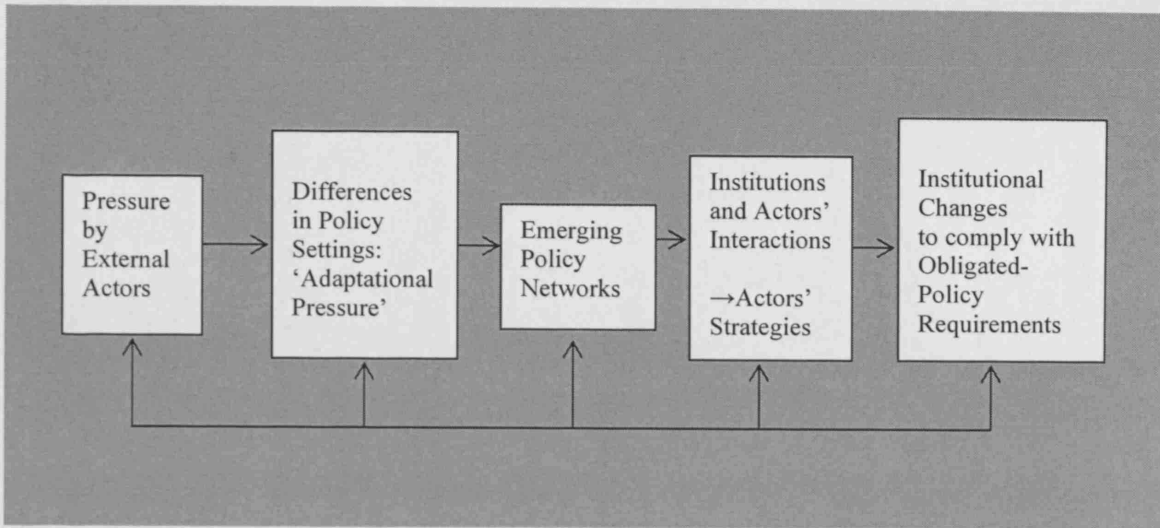 Pressure
by
External
Actors
Differences
in Policy
Settings:
‘Adaptational
Pressure’
Emerging
Policy
Networks
Institutions
and Actors’
Interactions
→Actors’
Strategies
Institutional
Changes
to comply with
Obligated-
Policy
Requirements